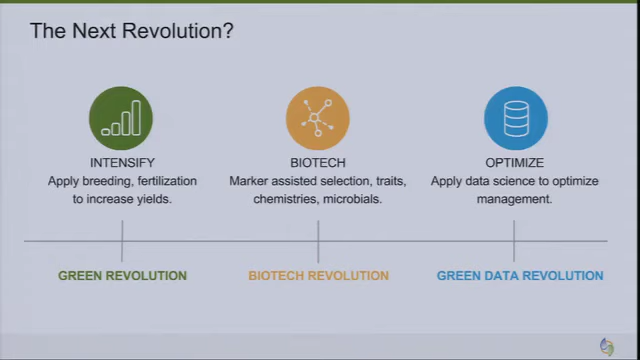 The Next Revolution?
INTENSIFY
Apply breeding, fertilization
to increase yields.
BIOTECH
Marker assisted selection, traits,
chemistries, microbials.
OPTIMIZE
Apply data science to optimize
management.
GREEN REVOLUTION
BIOTECH REVOLUTION
GREEN DATA REVOLUTION